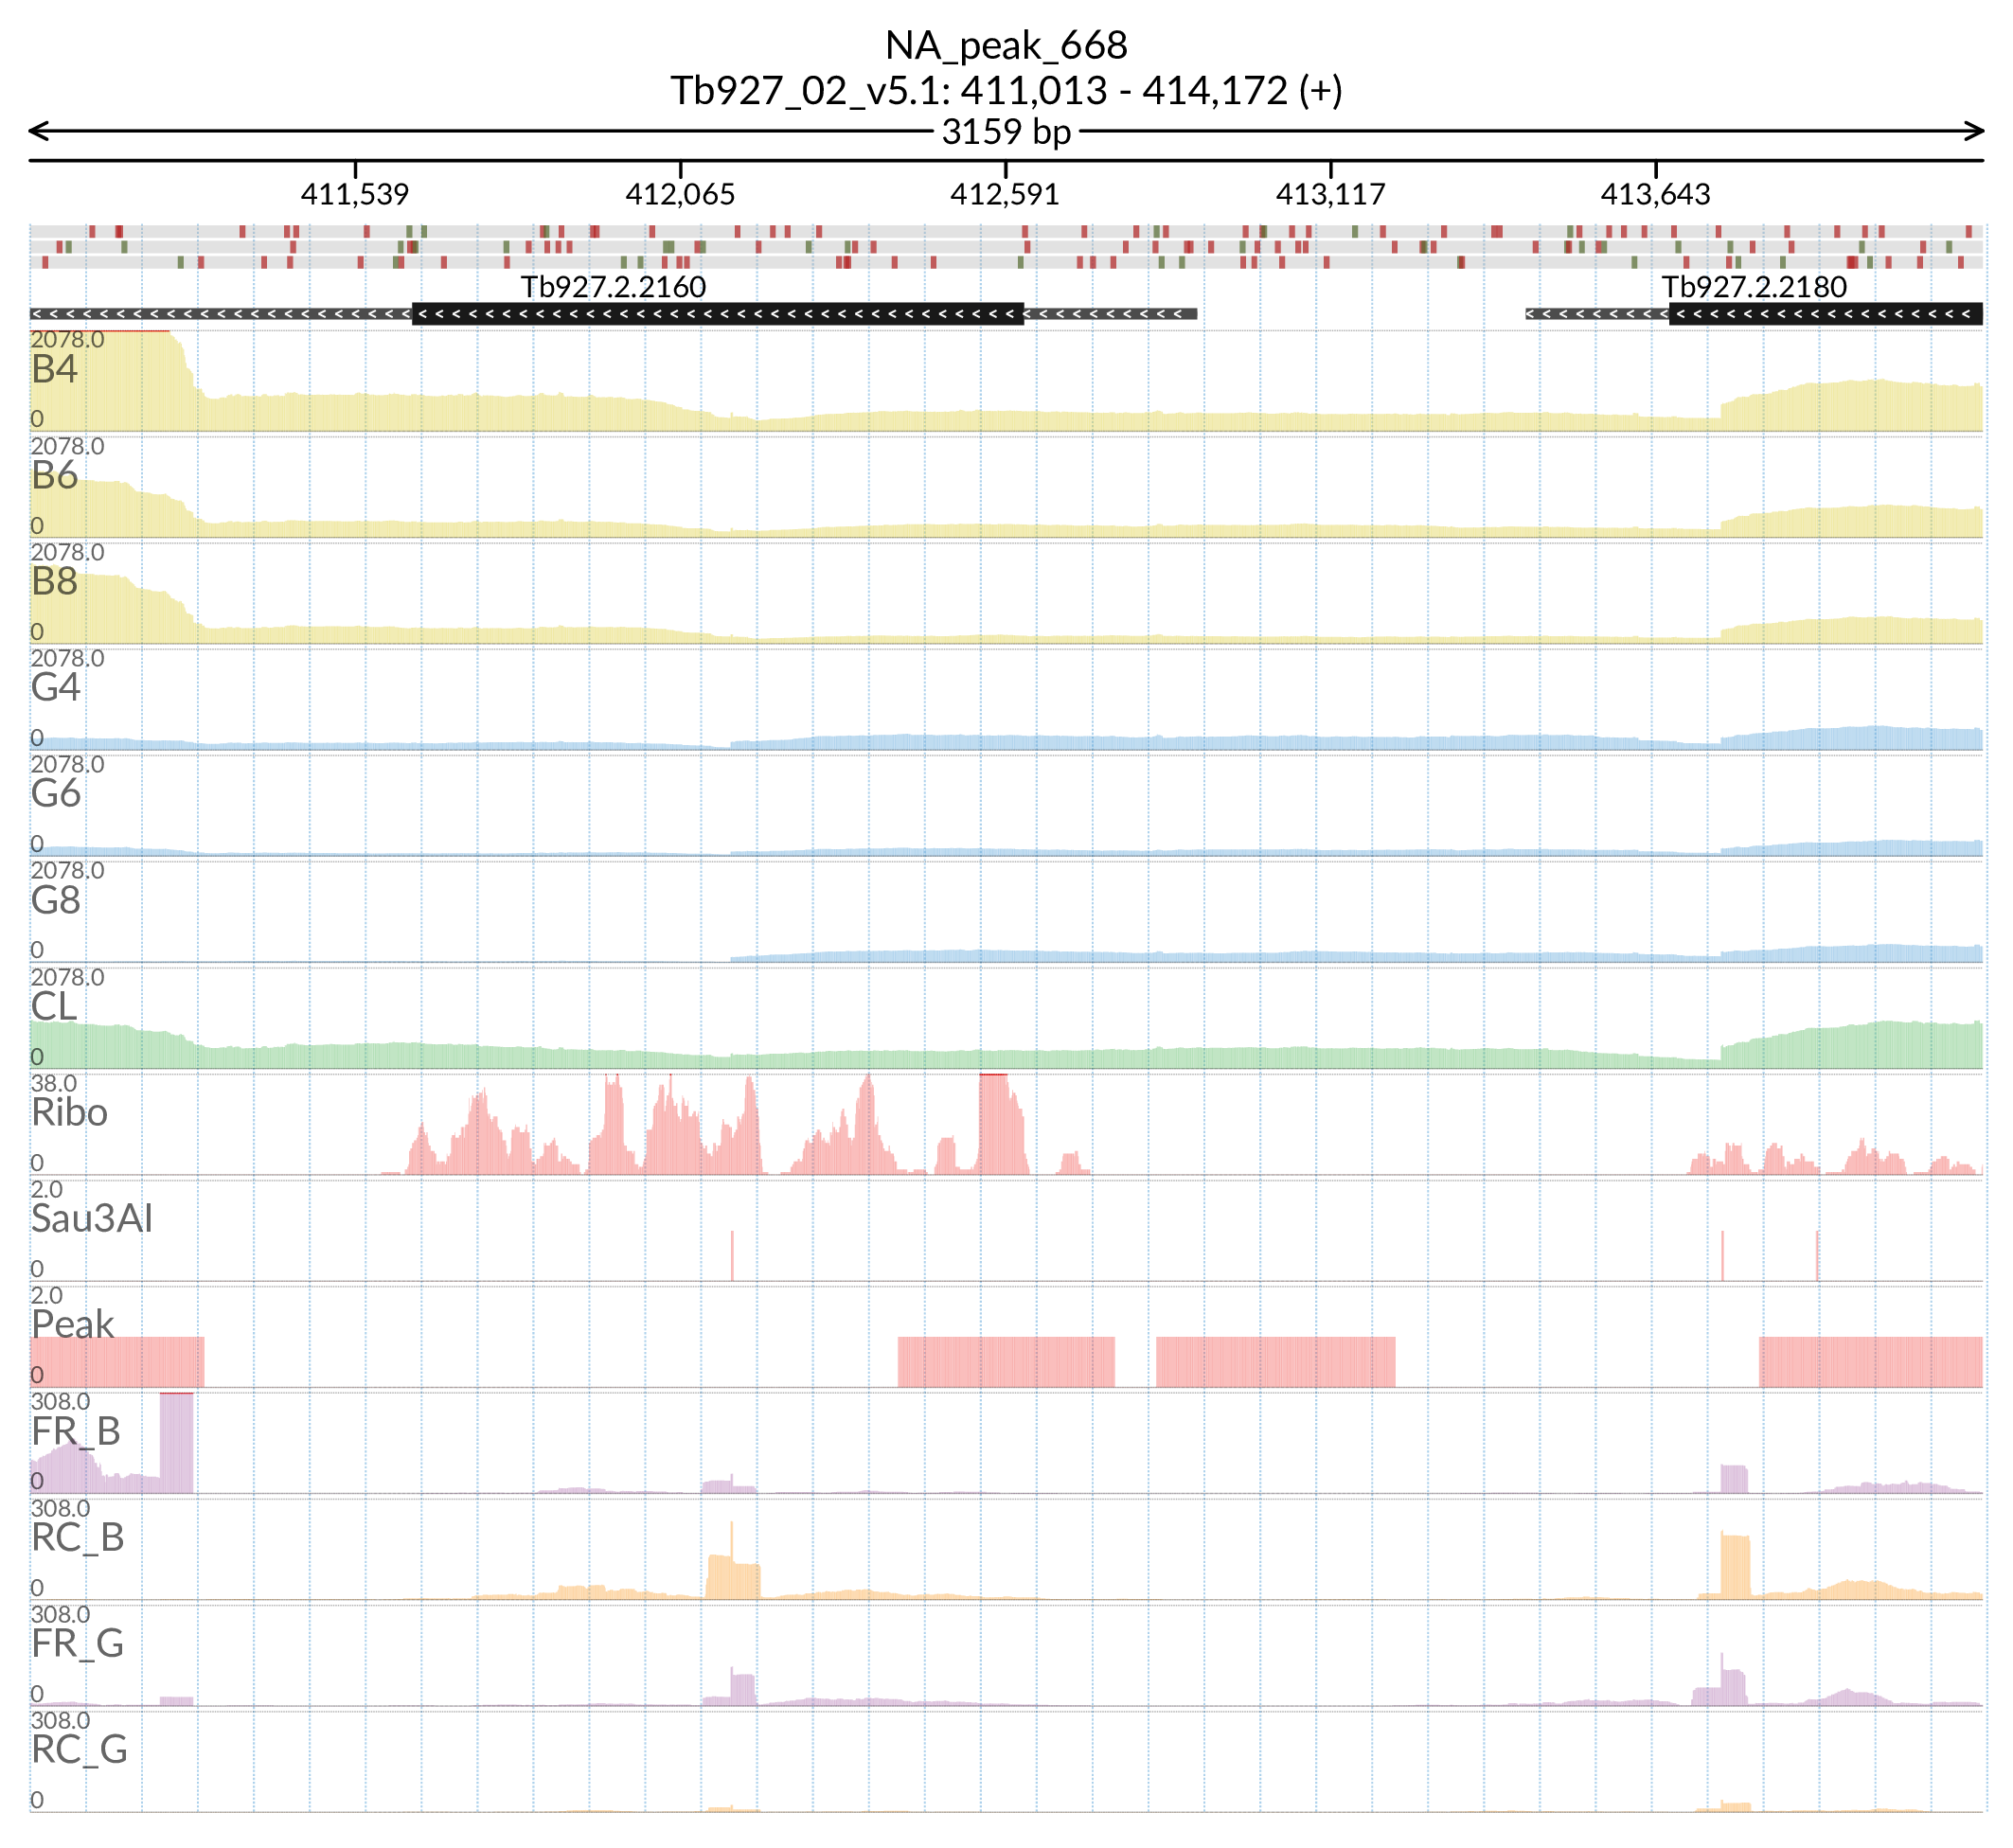 NA_peak_668
Tb927_02_v5.1: 411,013 - 414,172 (+)
3159 bp
411,539 412,065 412,591 413,117 413,643
Tb927.2.2160 Tb927.2.2180
2078.0
B4
0
2078.0
B6
0
2078.0
B8
0
2078.0
G4
0
2078.0
G6
0
2078.0
G8
0
2078.0
CL
0
38.0
Ribo
0
2.0
Sau3AI
0
2.0
Peak
0
308.0
FR_B
0
308.0
RC_B
0
308.0
FR_G
0
308.0
RC_G
0